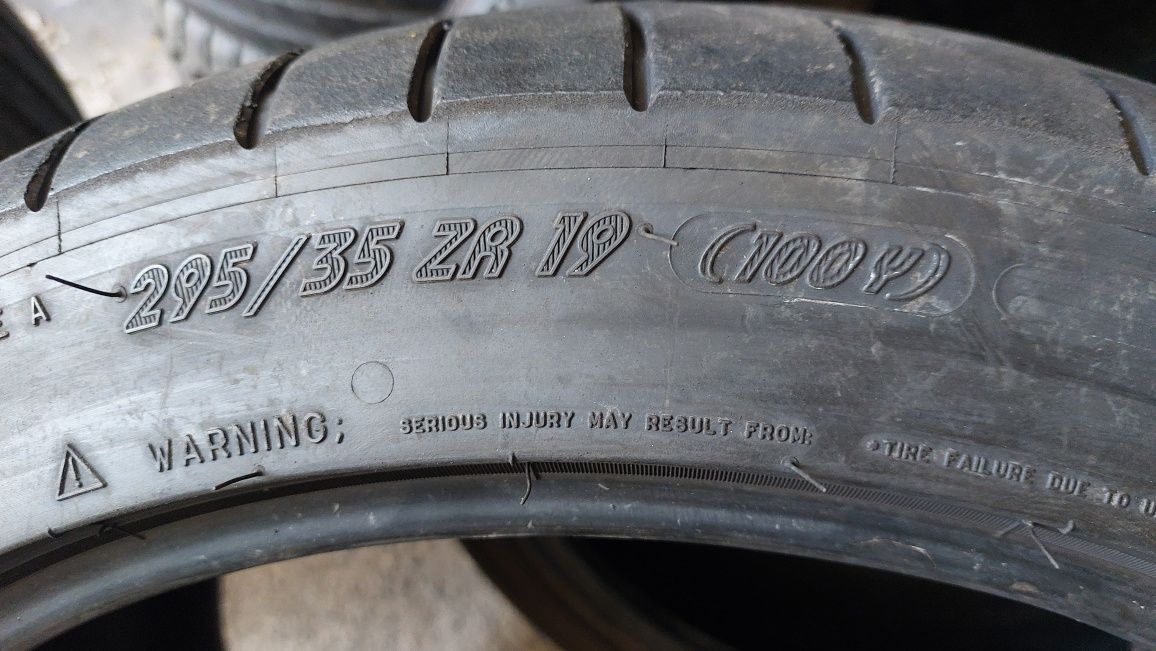 295/35 ZR 19 (100Y)
E A
⚠ WARNING; SERIOUS INJURY MAY RESULT FROM: •TIRE FAILURE DUE TO U